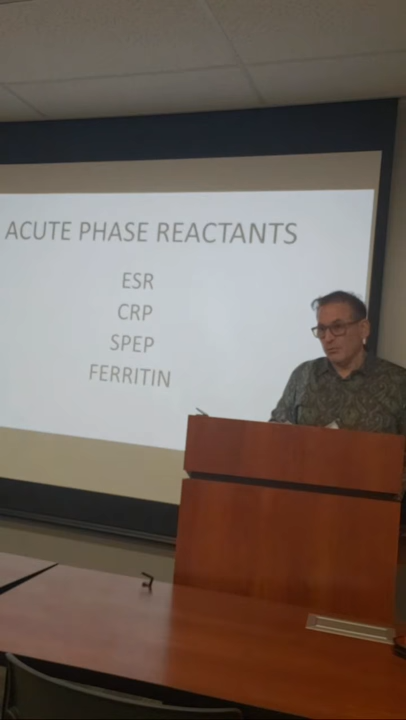 ACUTE PHASE REACTANTS
ESR
CRP
SPEP
FERRITIN